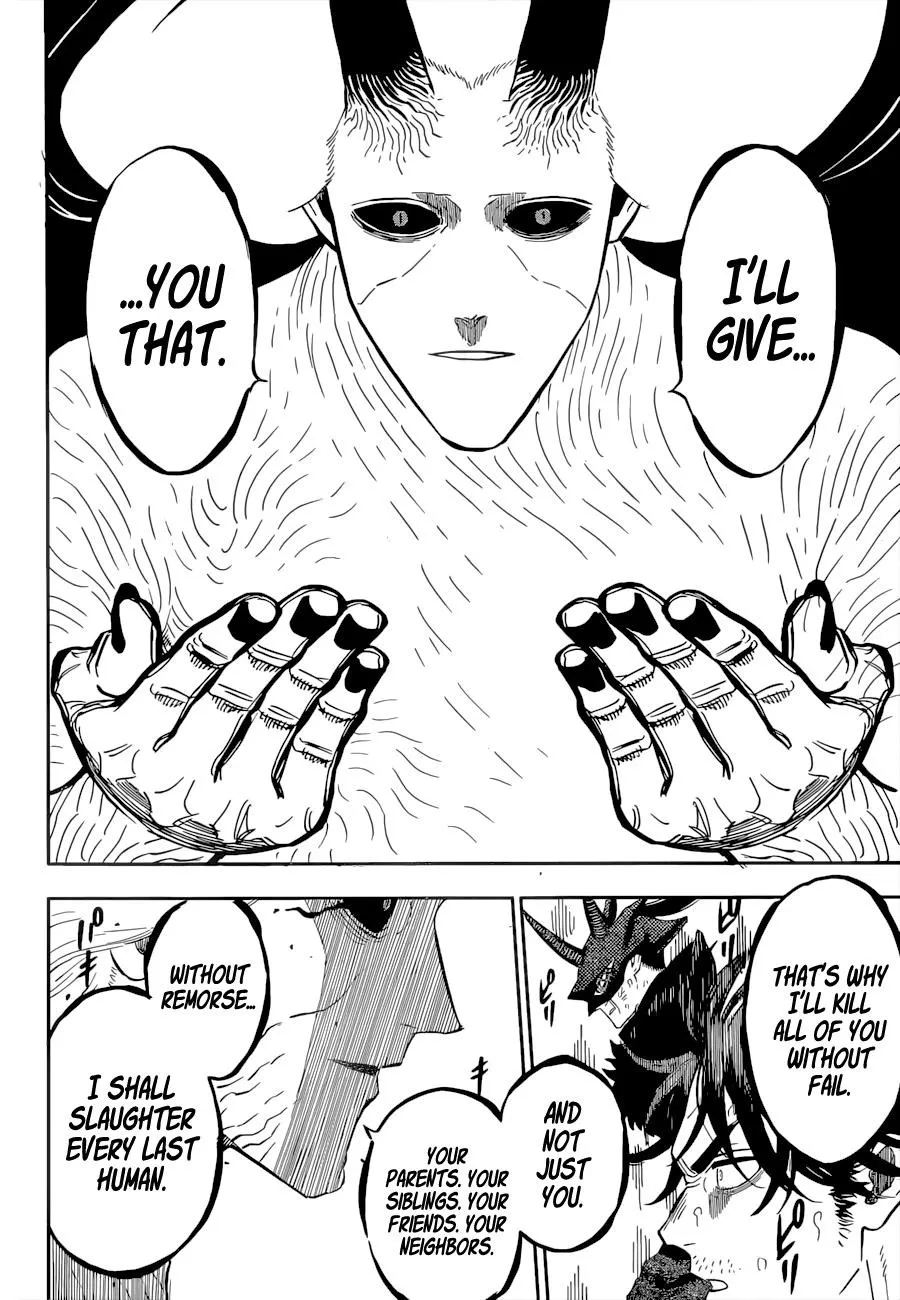 I'LL
GIVE...
...YOU
THAT.
THAT'S WHY
I'LL KILL
ALL OF YOU
WITHOUT
FAIL.
AND
NOT
JUST
YOU.
YOUR
PARENTS. YOUR
SIBLINGS. YOUR
FRIENDS. YOUR
NEIGHBORS.
WITHOUT
REMORSE...
I SHALL
SLAUGHTER
EVERY LAST
HUMAN.